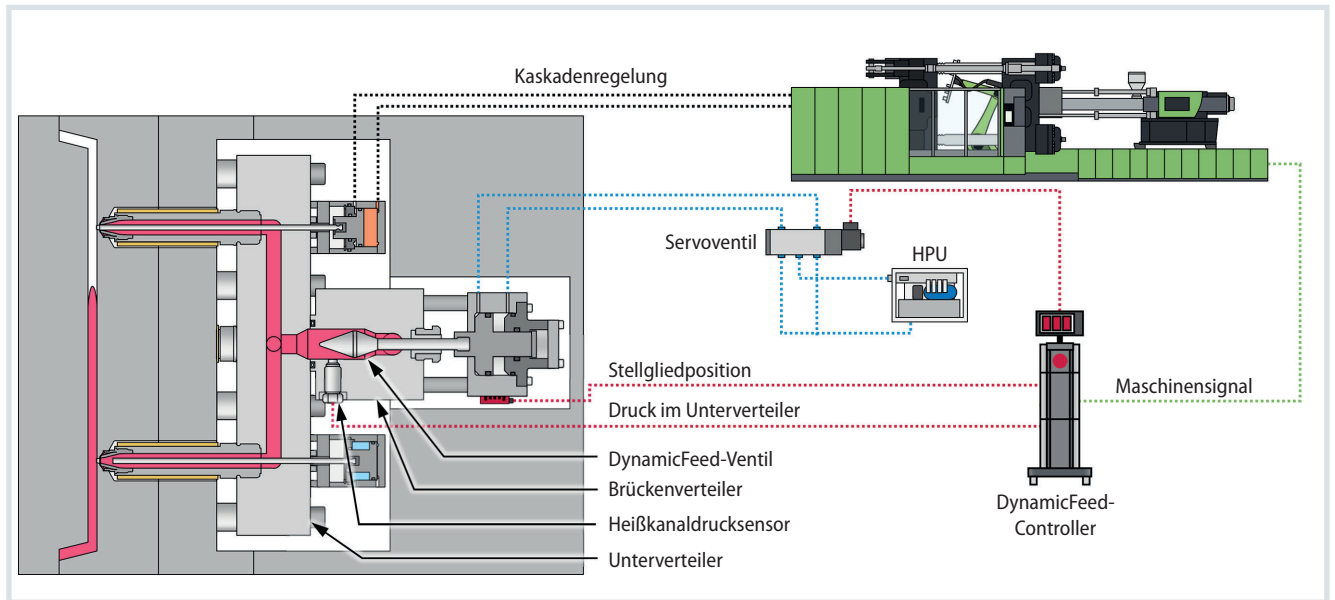 Kaskadenregelung
Servoventil
HPU
Stellgliedposition
Maschinensignal
Druck im Unterverteiler
DynamicFeed-Ventil
Brückenverteiler
Heißkanaldrucksensor
Unterverteiler
DynamicFeed-
Controller